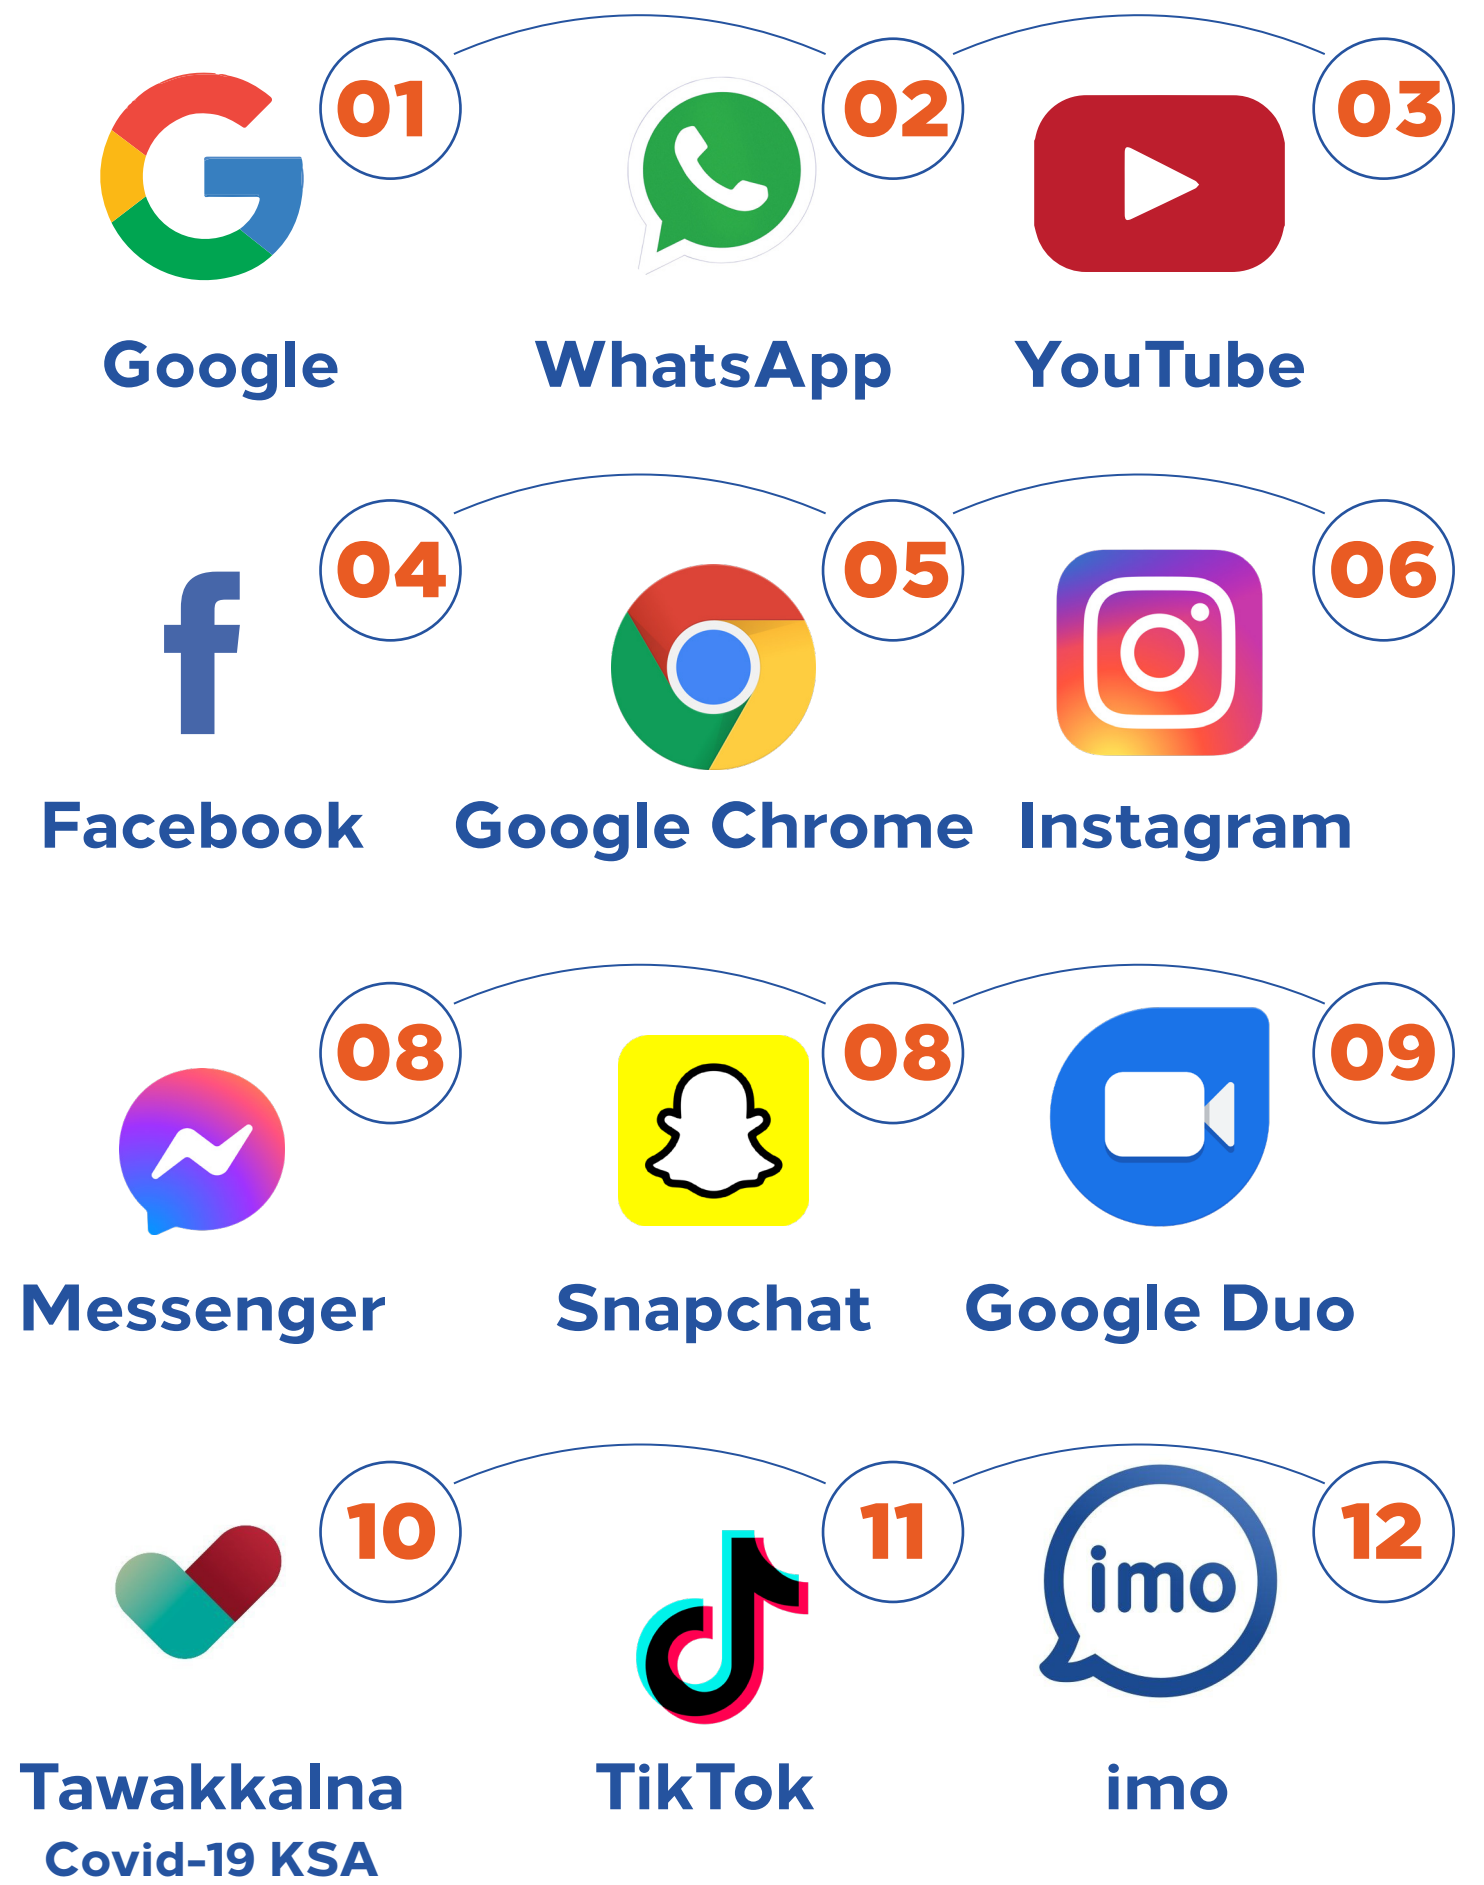 01
02
03
Google
WhatsApp
YouTube
04
05
06
Facebook
Google Chrome
Instagram
08
08
09
Messenger
Snapchat
Google Duo
10
11
12
imo
Tawakkalna
Covid-19 KSA
TikTok
imo